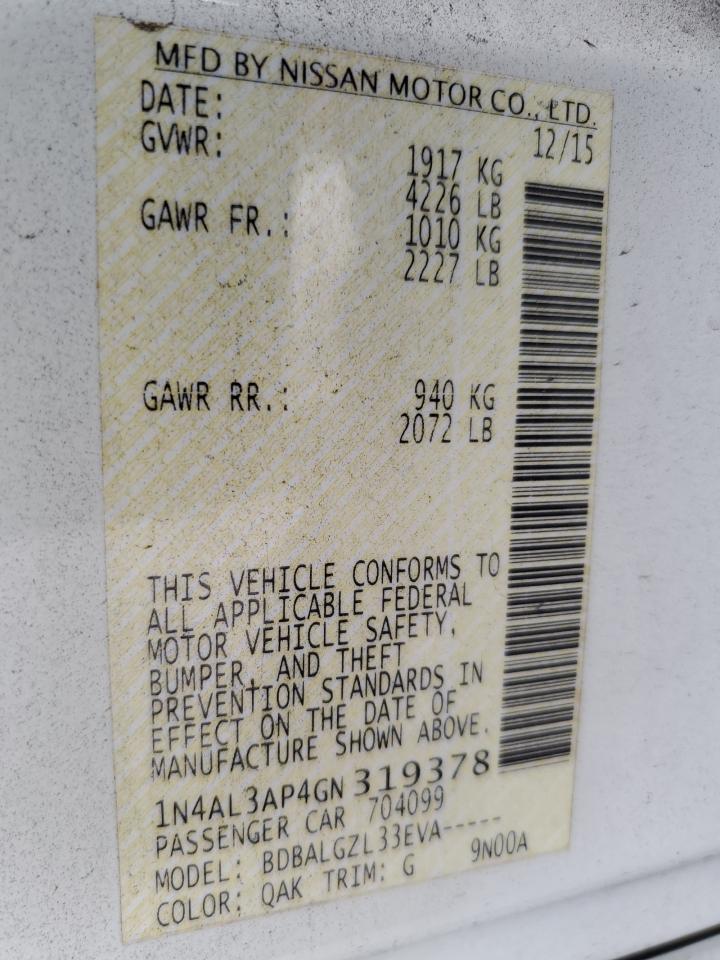 MFD BY NISSAN MOTOR CO., LTD.
DATE: 12/15
GVWR: 1917 KG
4226 LB
GAWR FR.: 1010 KG
2227 LB
GAWR RR.: 940 KG
2072 LB
THIS VEHICLE CONFORMS TO
ALL APPLICABLE FEDERAL
MOTOR VEHICLE SAFETY,
BUMPER, AND THEFT
PREVENTION STANDARDS IN
EFFECT ON THE DATE OF
MANUFACTURE SHOWN ABOVE.
1N4AL3AP4GN319378
PASSENGER CAR 704099
MODEL: BDBALGZL33EVA-----
COLOR: QAK TRIM: G 9N00A